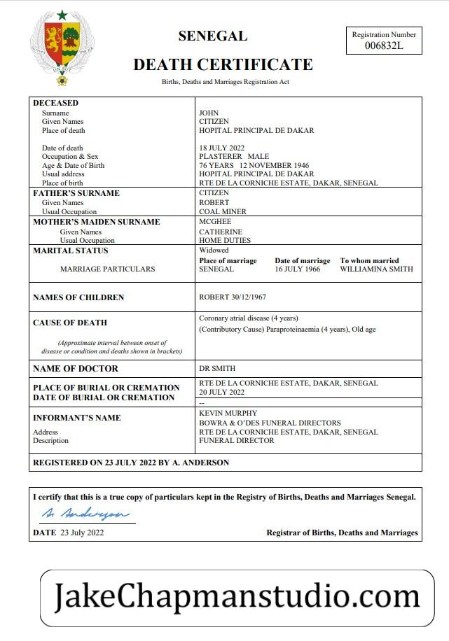 SENEGAL
Registration Number
006832L
DEATH CERTIFICATE
Births, Deaths and Marriages Registration Act
DECEASED
Surname JOHN
Given Names CITIZEN
Place of death HOPITAL PRINCIPAL DE DAKAR
Date of death 18 JULY 2022
Occupation & Sex PLASTERER MALE
Age & Date of Birth 76 YEARS 12 NOVEMBER 1946
Usual address HOPITAL PRINCIPAL DE DAKAR
Place of birth RTE DE LA CORNICHE ESTATE, DAKAR, SENEGAL
FATHER'S SURNAME CITIZEN
Given Names ROBERT
Usual Occupation COAL MINER
MOTHER'S MAIDEN SURNAME MCGHEE
Given Names CATHERINE
Usual Occupation HOME DUTIES
MARITAL STATUS Widowed
Place of marriage Date of marriage To whom married
MARRIAGE PARTICULARS SENEGAL 16 JULY 1966 WILLIAMINA SMITH
NAMES OF CHILDREN ROBERT 30/12/1967
CAUSE OF DEATH Coronary atrial disease (4 years)
(Contributory Cause) Paraproteinaemia (4 years), Old age
(Approximate interval between onset of
disease or condition and deaths shown in brackets)
NAME OF DOCTOR DR SMITH
PLACE OF BURIAL OR CREMATION RTE DE LA CORNICHE ESTATE, DAKAR, SENEGAL
DATE OF BURIAL OR CREMATION 20 JULY 2022
--
INFORMANT'S NAME KEVIN MURPHY
BOWRA & O'DES FUNERAL DIRECTORS
Address RTE DE LA CORNICHE ESTATE, DAKAR, SENEGAL
Description FUNERAL DIRECTOR
REGISTERED ON 23 JULY 2022 BY A. ANDERSON
I certify that this is a true copy of particulars kept in the Registry of Births, Deaths and Marriages Senegal.
A. Anderson
DATE 23 July 2022 Registrar of Births, Deaths and Marriages
JakeChapmanstudio.com